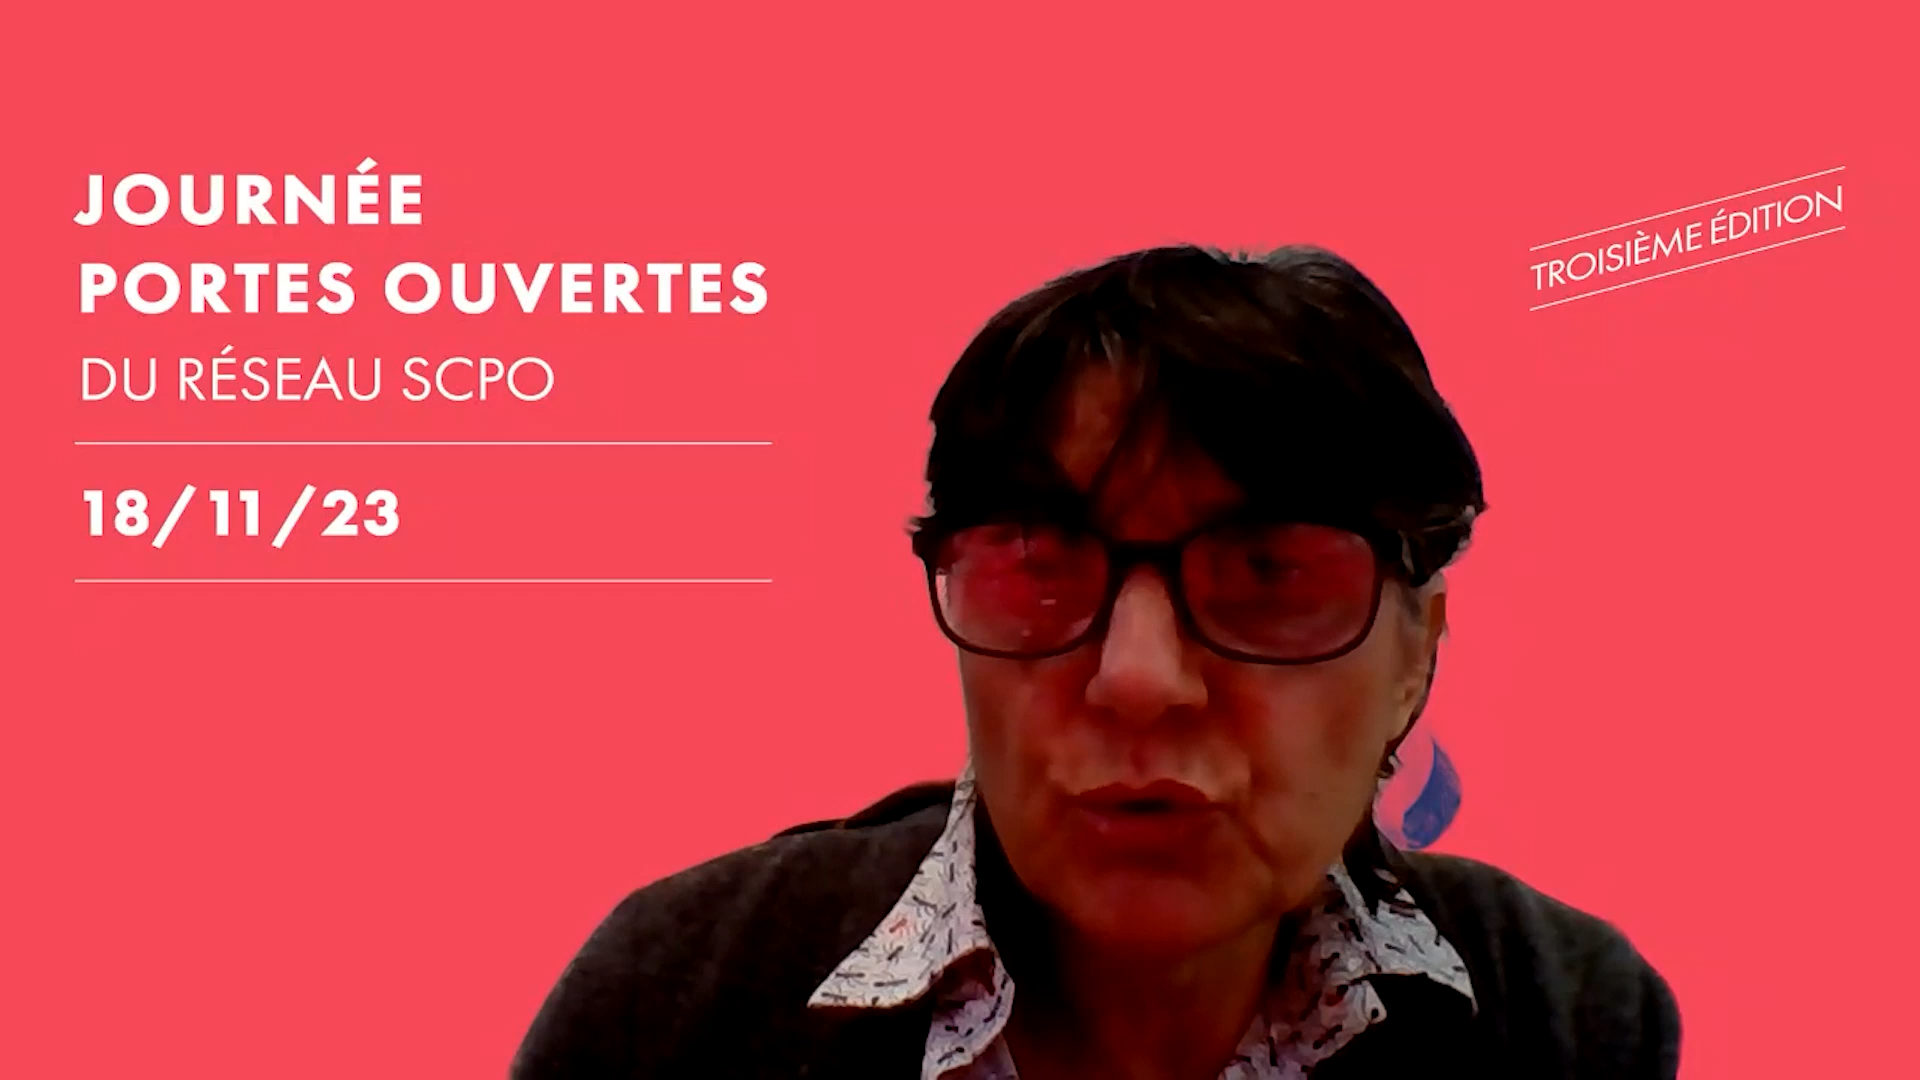 JOURNÉE
PORTES OUVERTES
DU RÉSEAU SCPO
18/11/23
TROISIÈME ÉDITION